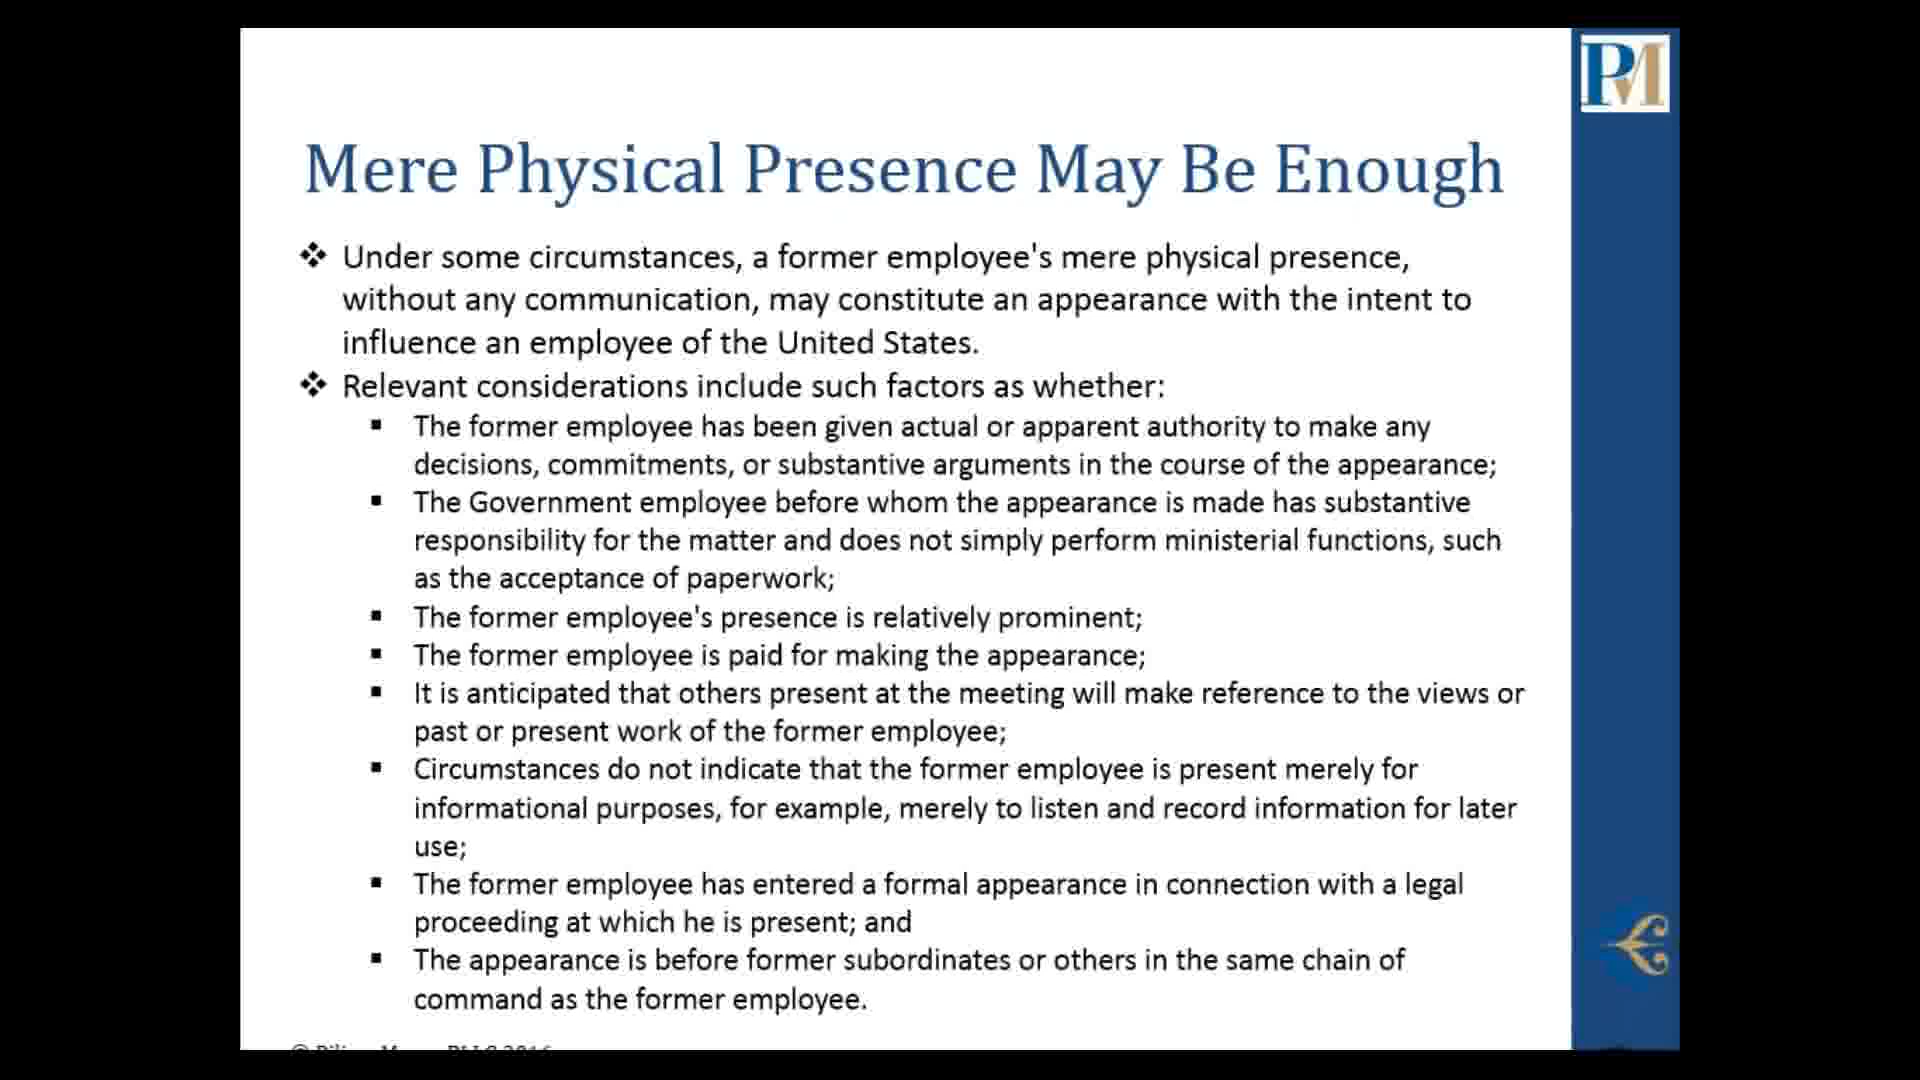 PM
Mere Physical Presence May Be Enough
❖ Under some circumstances, a former employee's mere physical presence,
without any communication, may constitute an appearance with the intent to
influence an employee of the United States.
❖ Relevant considerations include such factors as whether:
▪ The former employee has been given actual or apparent authority to make any
decisions, commitments, or substantive arguments in the course of the appearance;
▪ The Government employee before whom the appearance is made has substantive
responsibility for the matter and does not simply perform ministerial functions, such
as the acceptance of paperwork;
▪ The former employee's presence is relatively prominent;
▪ The former employee is paid for making the appearance;
▪ It is anticipated that others present at the meeting will make reference to the views or
past or present work of the former employee;
▪ Circumstances do not indicate that the former employee is present merely for
informational purposes, for example, merely to listen and record information for later
use;
▪ The former employee has entered a formal appearance in connection with a legal
proceeding at which he is present; and
▪ The appearance is before former subordinates or others in the same chain of
command as the former employee.